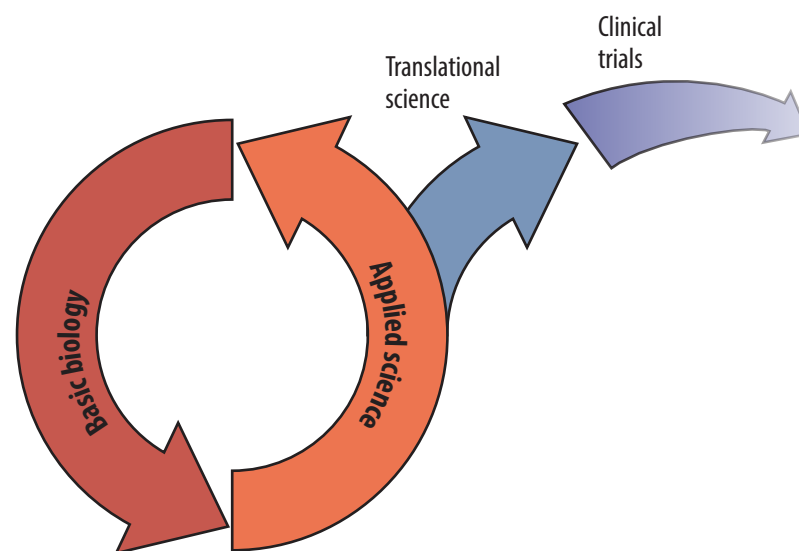 Clinical
trials
Translational
science
Basic biology
Applied science